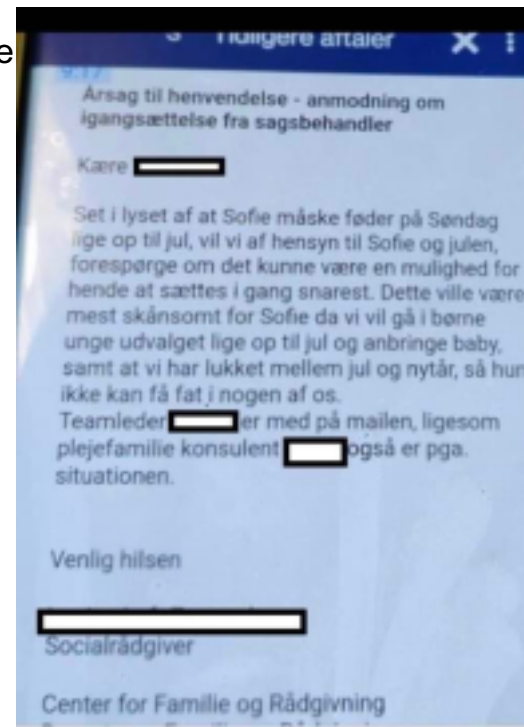 e
Tidligere aftaler
9.17
Årsag til henvendelse - anmodning om
igangsættelse fra sagsbehandler
Kære
Set i lyset af at Sofie måske føder på Søndag
lige op til jul, vil vi af hensyn til Sofie og julen,
forespørge om det kunne være en mulighed for
hende at sættes i gang snarest. Dette ville være
mest skånsomt for Sofie da vi vil gå i børne
unge udvalget lige op til jul og anbringe baby,
samt at vi har lukket mellem jul og nytår, så hun
ikke kan få fat i nogen af os.
Teamleder er med på mailen, ligesom
plejefamilie konsulent også er pga.
situationen.
Venlig hilsen
Socialrådgiver
Center for Familie og Rådgivning